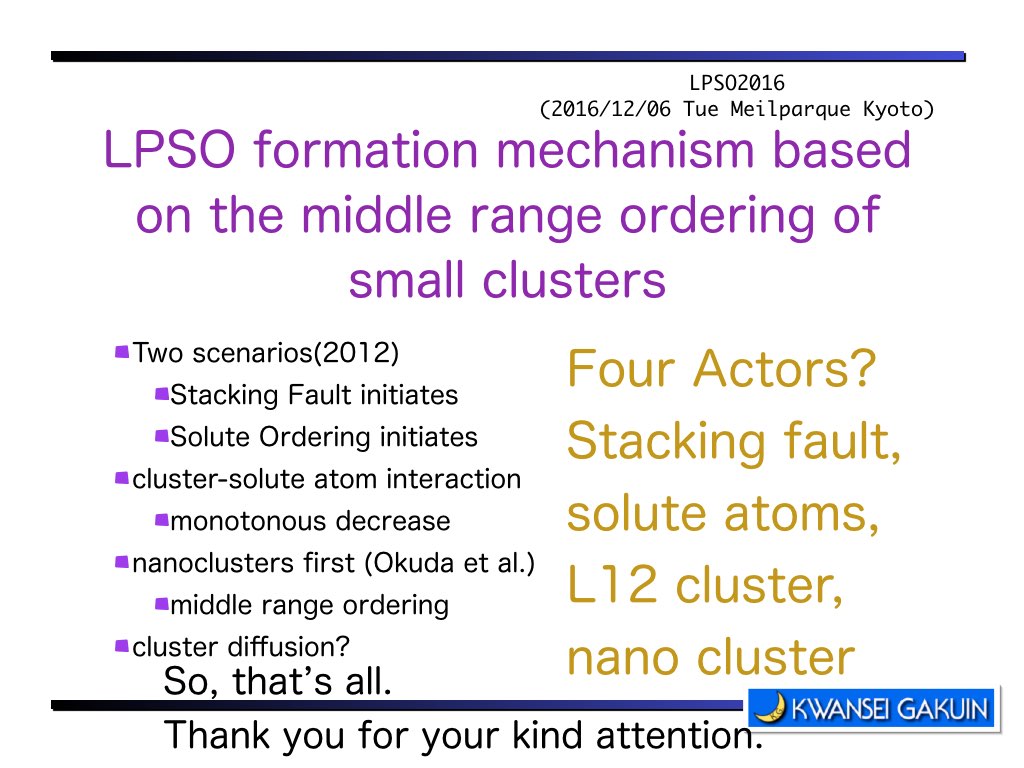 LPSO2016
(2016/12/06 Tue Meilparque Kyoto)
LPSO formation mechanism based
on the middle range ordering of
small clusters
Two scenarios(2012)
Stacking Fault initiates
Solute Ordering initiates
cluster-solute atom interaction
monotonous decrease
nanoclusters first (Okuda et al.)
middle range ordering
cluster diffusion?
Four Actors?
Stacking fault,
solute atoms,
L12 cluster,
nano cluster
So, that’s all.
Thank you for your kind attention.
KWANSEI GAKUIN